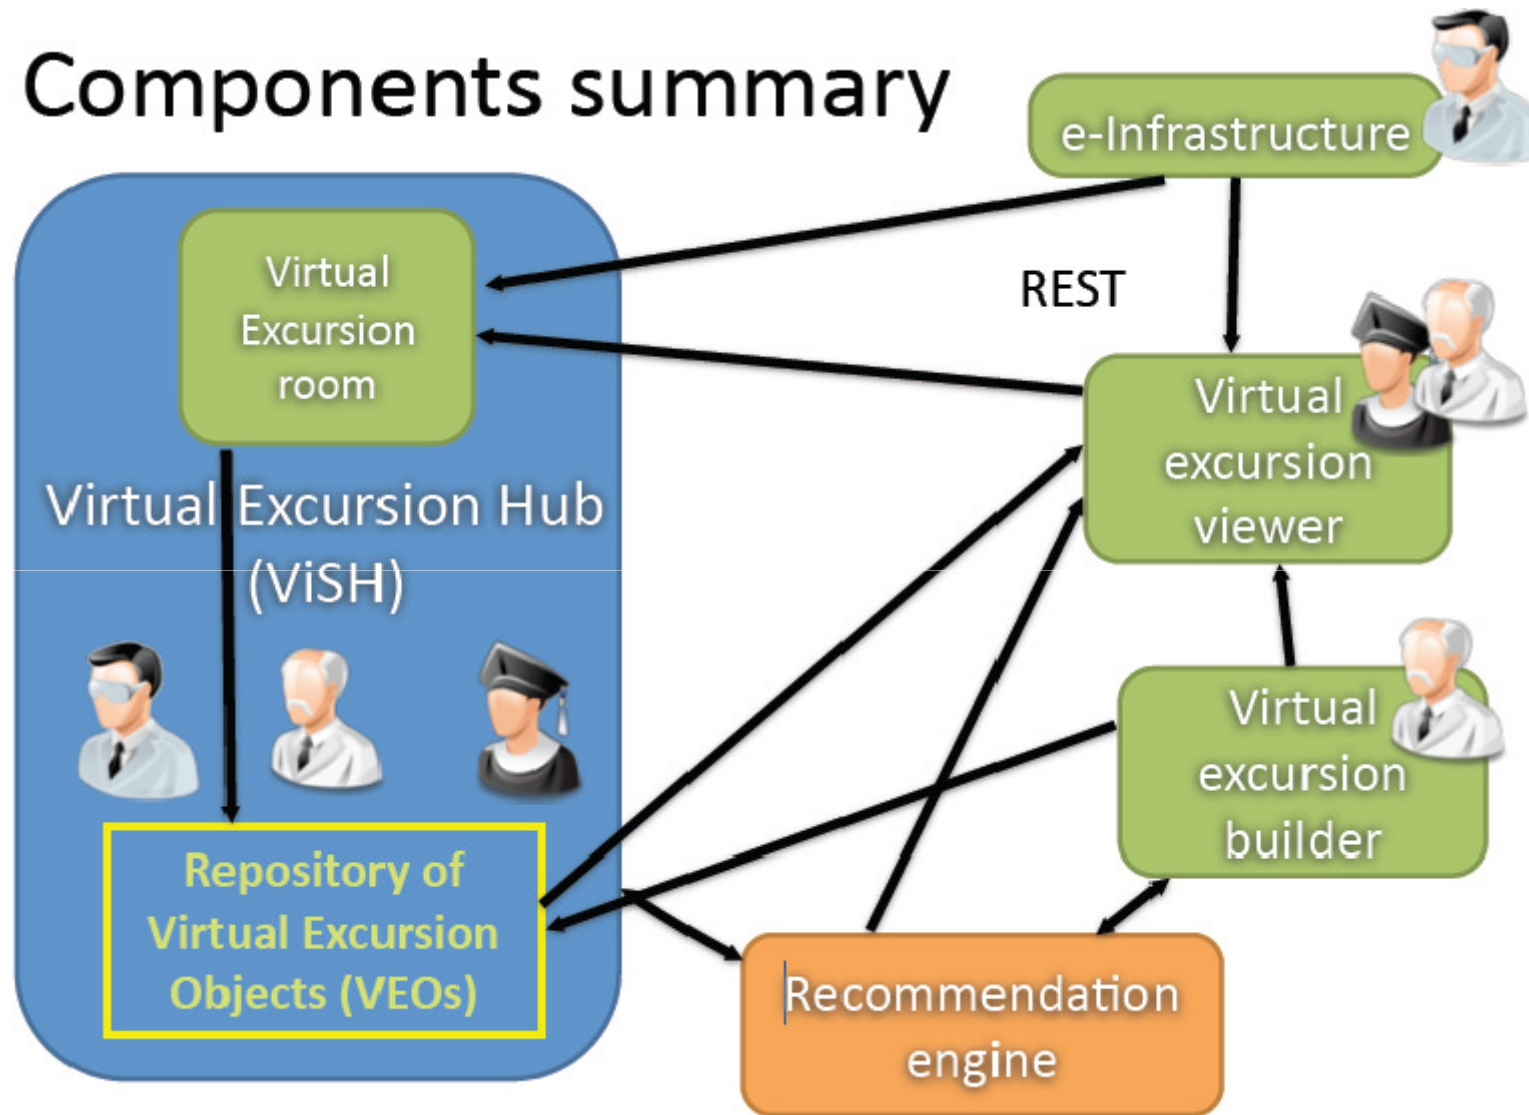 Components summary
e-Infrastructure
Virtual
Excursion
room
REST
Virtual
excursion
viewer
Virtual Excursion Hub
(ViSH)
Virtual
excursion
builder
Repository of
Virtual Excursion
Objects (VEOs)
Recommendation
engine